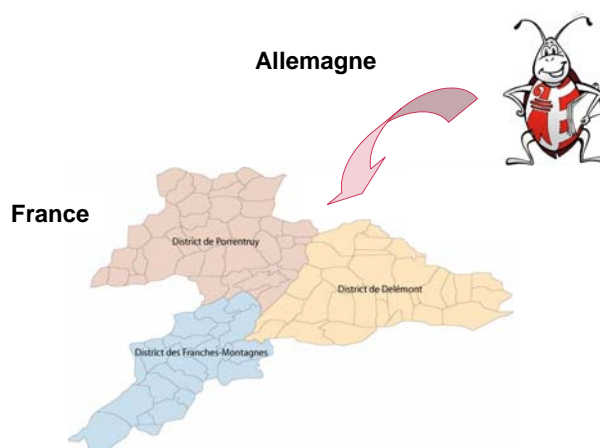 Allemagne
France
District de Porrentruy
District de Delémont
District des Franches-Montagnes